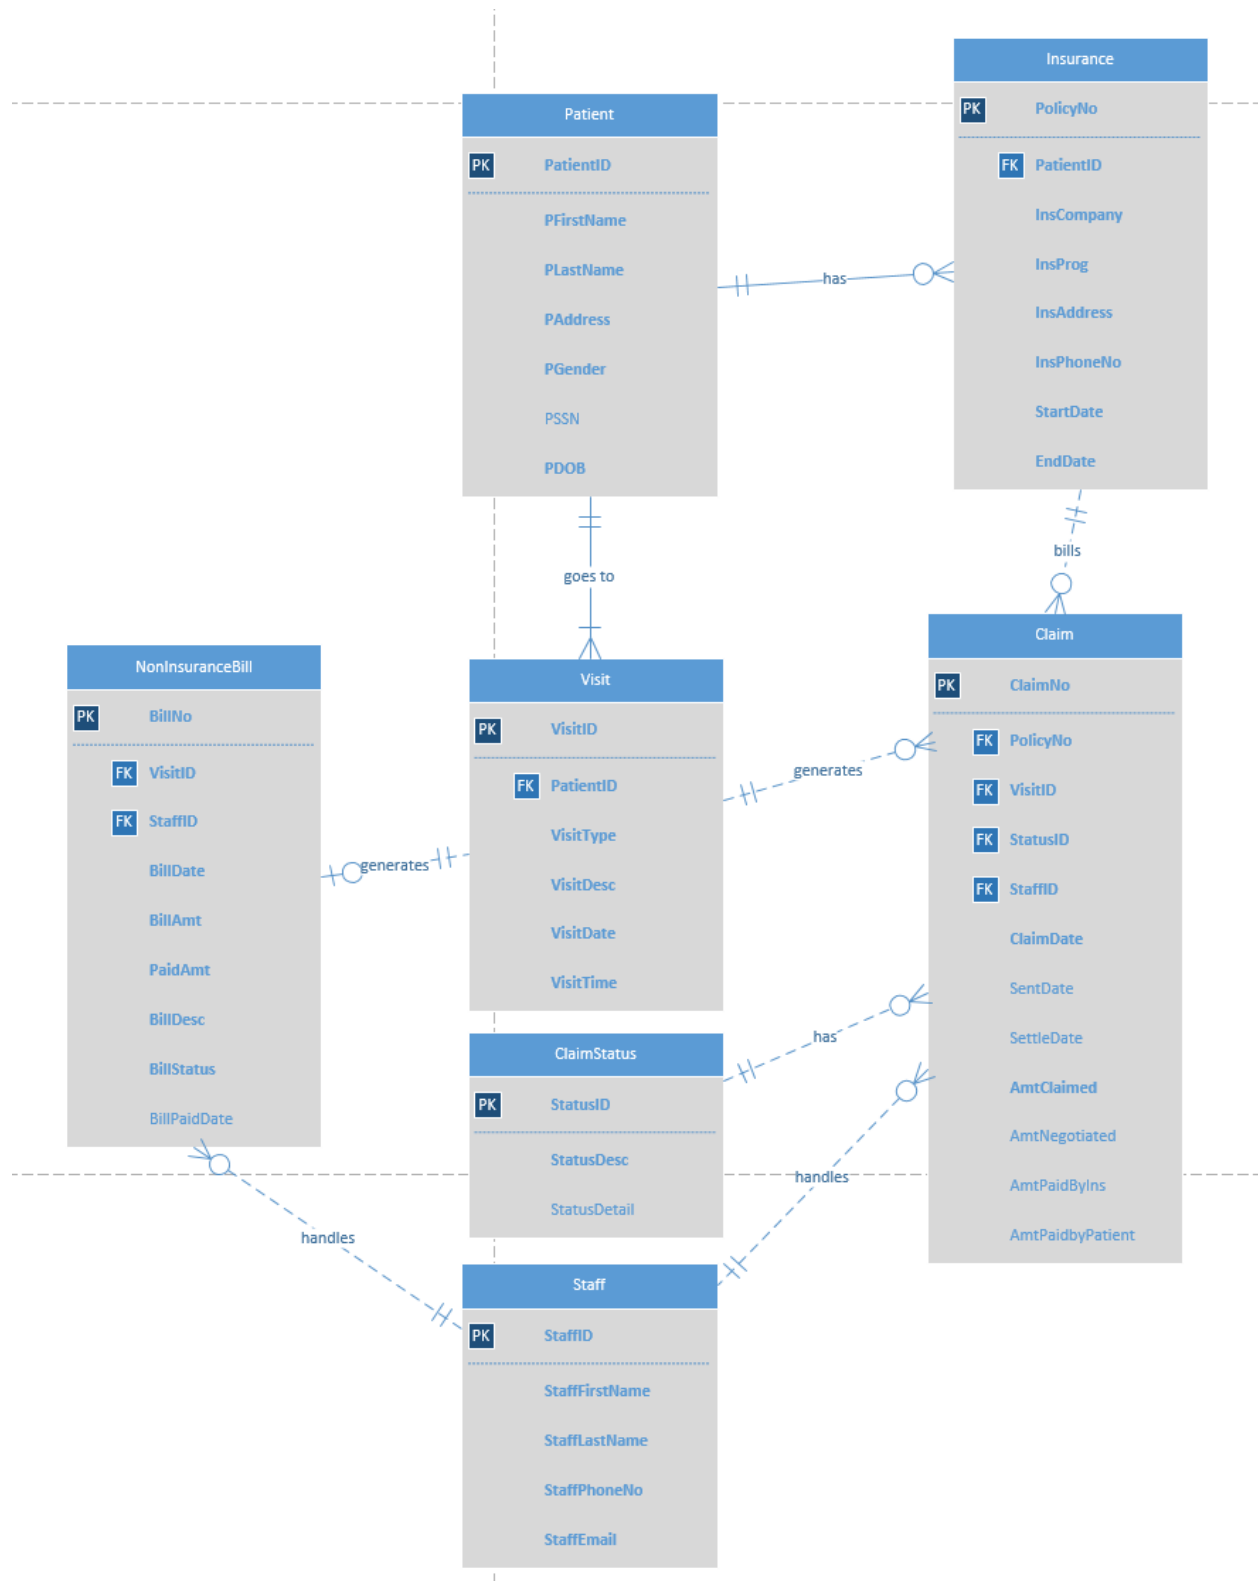 Insurance
PK PolicyNo
FK PatientID
InsCompany
InsProg
InsAddress
InsPhoneNo
StartDate
EndDate
Patient
PK PatientID
PFirstName
PLastName
PAddress
PGender
PSSN
PDOB
has
goes to
bills
NonInsuranceBill
PK BillNo
FK VisitID
FK StaffID
BillDate
BillAmt
PaidAmt
BillDesc
BillStatus
BillPaidDate
generates
Visit
PK VisitID
FK PatientID
VisitType
VisitDesc
VisitDate
VisitTime
generates
Claim
PK ClaimNo
FK PolicyNo
FK VisitID
FK StatusID
FK StaffID
ClaimDate
SentDate
SettleDate
AmtClaimed
AmtNegotiated
AmtPaidByIns
AmtPaidbyPatient
ClaimStatus
PK StatusID
StatusDesc
StatusDetail
has
handles
handles
Staff
PK StaffID
StaffFirstName
StaffLastName
StaffPhoneNo
StaffEmail